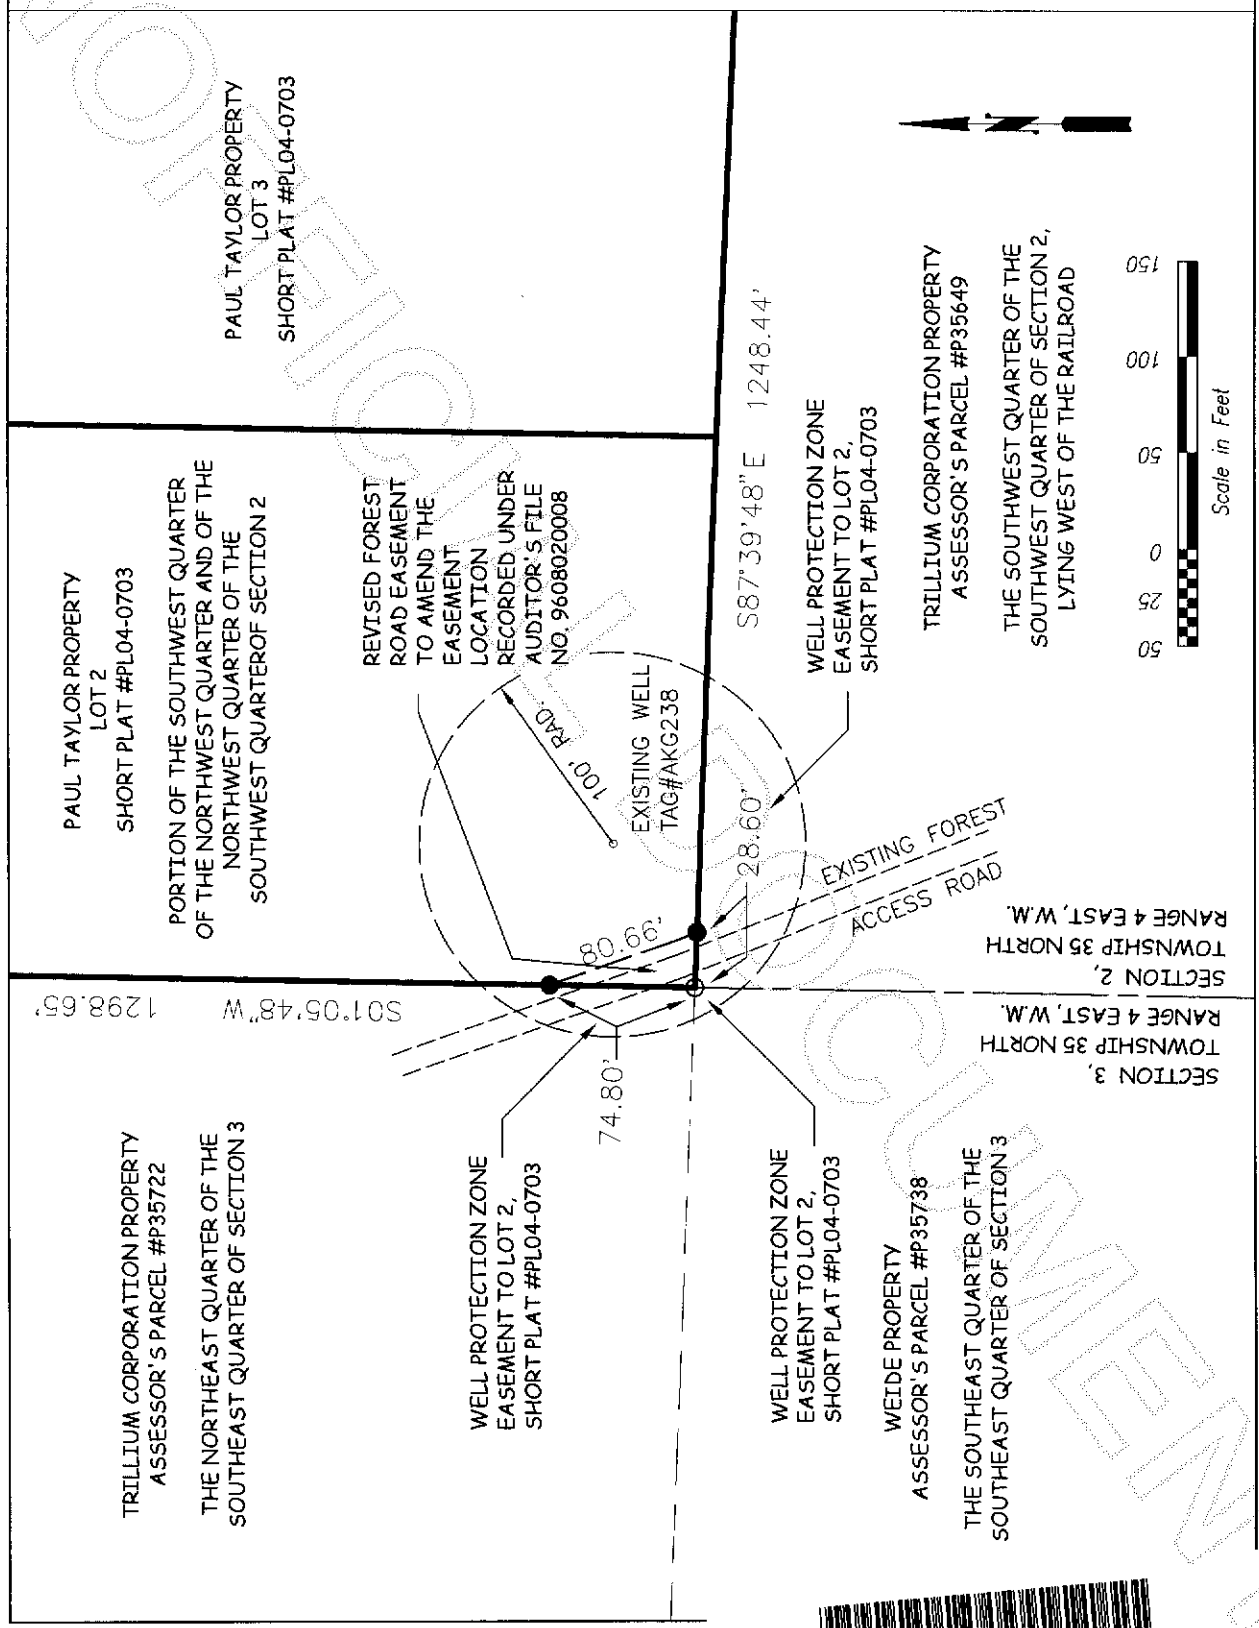 TRILLIUM CORPORATION PROPERTY
ASSESSOR'S PARCEL #P35722
THE NORTHEAST QUARTER OF THE
SOUTHEAST QUARTER OF SECTION 3
S01°05'48"W 1298.65'
PAUL TAYLOR PROPERTY
LOT 2
SHORT PLAT #PL04-0703
PORTION OF THE SOUTHWEST QUARTER
OF THE NORTHWEST QUARTER AND OF THE
NORTHWEST QUARTER OF THE
SOUTHWEST QUARTEROF SECTION 2
PAUL TAYLOR PROPERTY
LOT 3
SHORT PLAT #PL04-0703
REVISED FOREST
ROAD EASEMENT
TO AMEND THE
EASEMENT
LOCATION
RECORDED UNDER
AUDITOR'S FILE
NO. 9608020008
WELL PROTECTION ZONE
EASEMENT TO LOT 2,
SHORT PLAT #PL04-0703
74.80'
80.66'
100' RAD.
EXISTING WELL
TAG#AKG238
28.60'
S87°39'48"E 1248.44'
WELL PROTECTION ZONE
EASEMENT TO LOT 2,
SHORT PLAT #PL04-0703
WELL PROTECTION ZONE
EASEMENT TO LOT 2,
SHORT PLAT #PL04-0703
EXISTING FOREST
ACCESS ROAD
WEIDE PROPERTY
ASSESSOR'S PARCEL #P35738
THE SOUTHEAST QUARTER OF THE
SOUTHEAST QUARTER OF SECTION 3
SECTION 3,
TOWNSHIP 35 NORTH
RANGE 4 EAST, W.M.
SECTION 2,
TOWNSHIP 35 NORTH
RANGE 4 EAST, W.M.
TRILLIUM CORPORATION PROPERTY
ASSESSOR'S PARCEL #P35649
THE SOUTHWEST QUARTER OF THE
SOUTHWEST QUARTER OF SECTION 2,
LYING WEST OF THE RAILROAD
N
50 25 0 50 100 150
Scale in Feet
UNOFFICIAL DOCUMENT